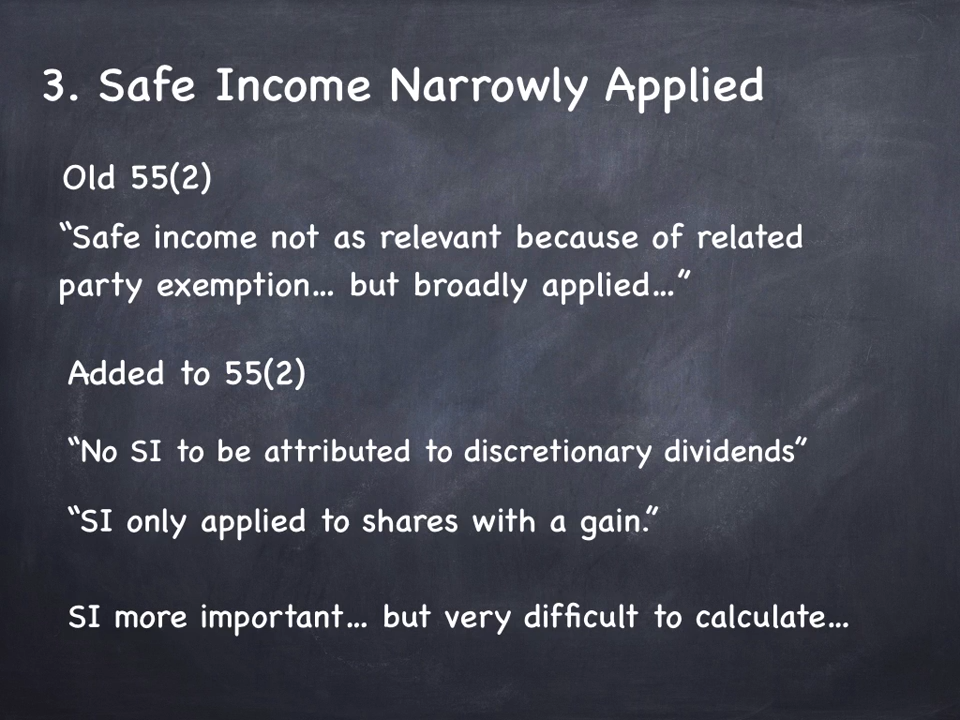 3. Safe Income Narrowly Applied
Old 55(2)
“Safe income not as relevant because of related
party exemption… but broadly applied…”
Added to 55(2)
“No SI to be attributed to discretionary dividends”
“SI only applied to shares with a gain.”
SI more important… but very difficult to calculate…